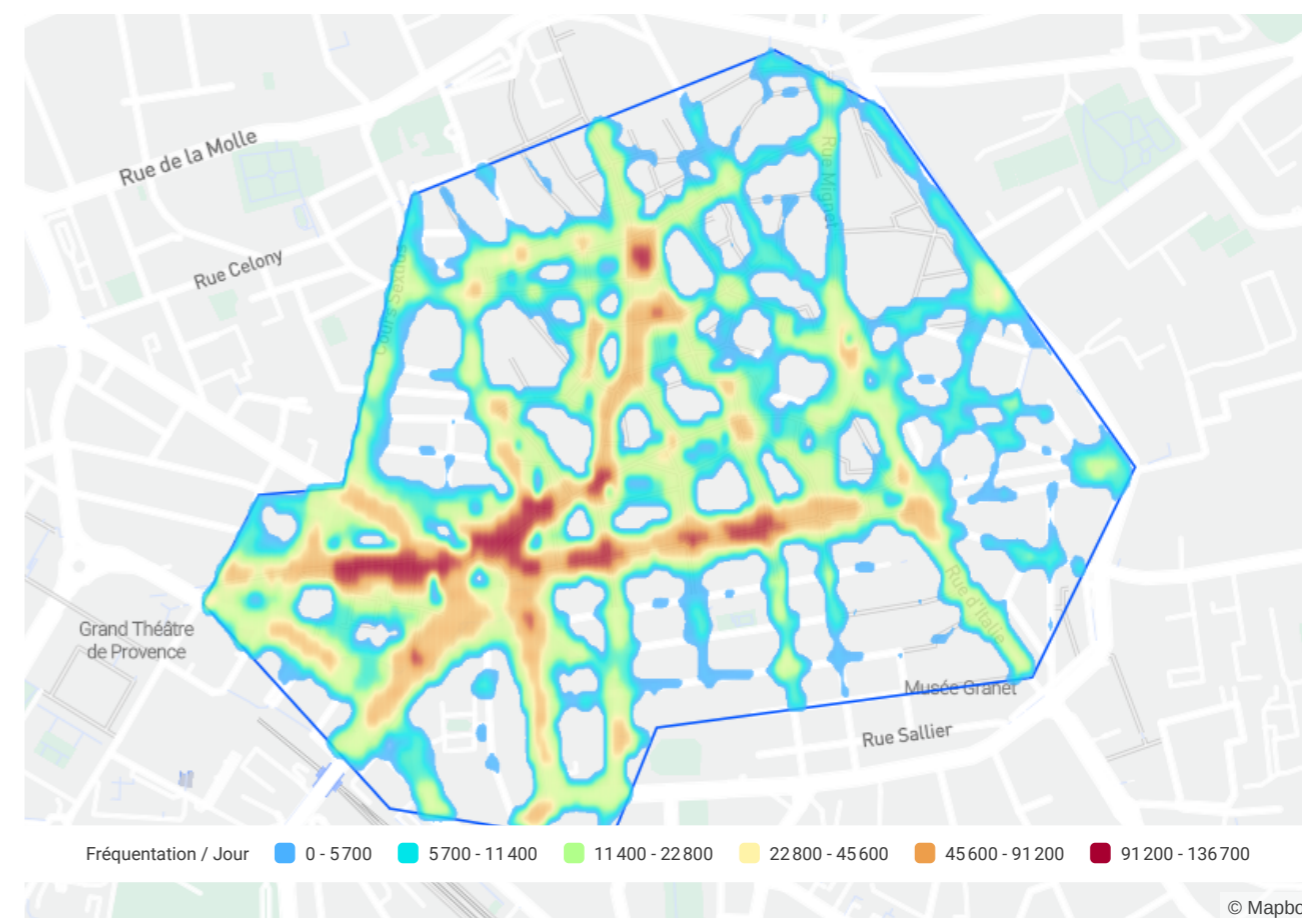 Rue de la Molle
Rue Mignet
Rue Celony
Cours Sextius
Rue d'Italie
Grand Théâtre
de Provence
Musée Granet
Rue Sallier
Fréquentation / Jour
0 - 5 700
5 700 - 11 400
11 400 - 22 800
22 800 - 45 600
45 600 - 91 200
91 200 - 136 700
© Mapbo